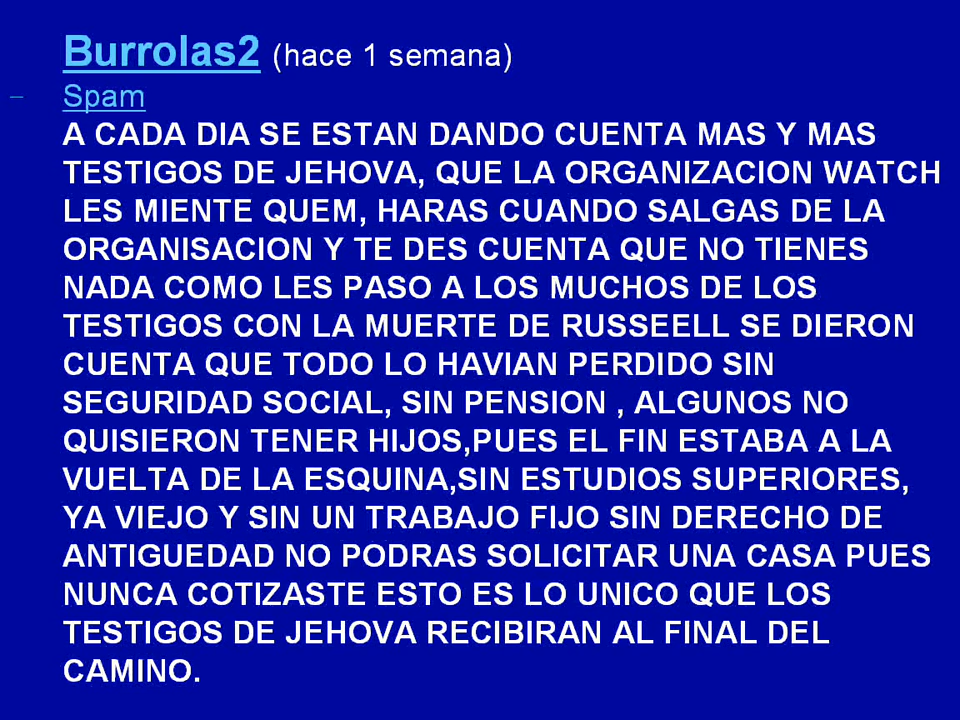 Burrolas2 (hace 1 semana)
– Spam
A CADA DIA SE ESTAN DANDO CUENTA MAS Y MAS
TESTIGOS DE JEHOVA, QUE LA ORGANIZACION WATCH
LES MIENTE QUEM, HARAS CUANDO SALGAS DE LA
ORGANISACION Y TE DES CUENTA QUE NO TIENES
NADA COMO LES PASO A LOS MUCHOS DE LOS
TESTIGOS CON LA MUERTE DE RUSSEELL SE DIERON
CUENTA QUE TODO LO HAVIAN PERDIDO SIN
SEGURIDAD SOCIAL, SIN PENSION , ALGUNOS NO
QUISIERON TENER HIJOS,PUES EL FIN ESTABA A LA
VUELTA DE LA ESQUINA,SIN ESTUDIOS SUPERIORES,
YA VIEJO Y SIN UN TRABAJO FIJO SIN DERECHO DE
ANTIGUEDAD NO PODRAS SOLICITAR UNA CASA PUES
NUNCA COTIZASTE ESTO ES LO UNICO QUE LOS
TESTIGOS DE JEHOVA RECIBIRAN AL FINAL DEL
CAMINO.